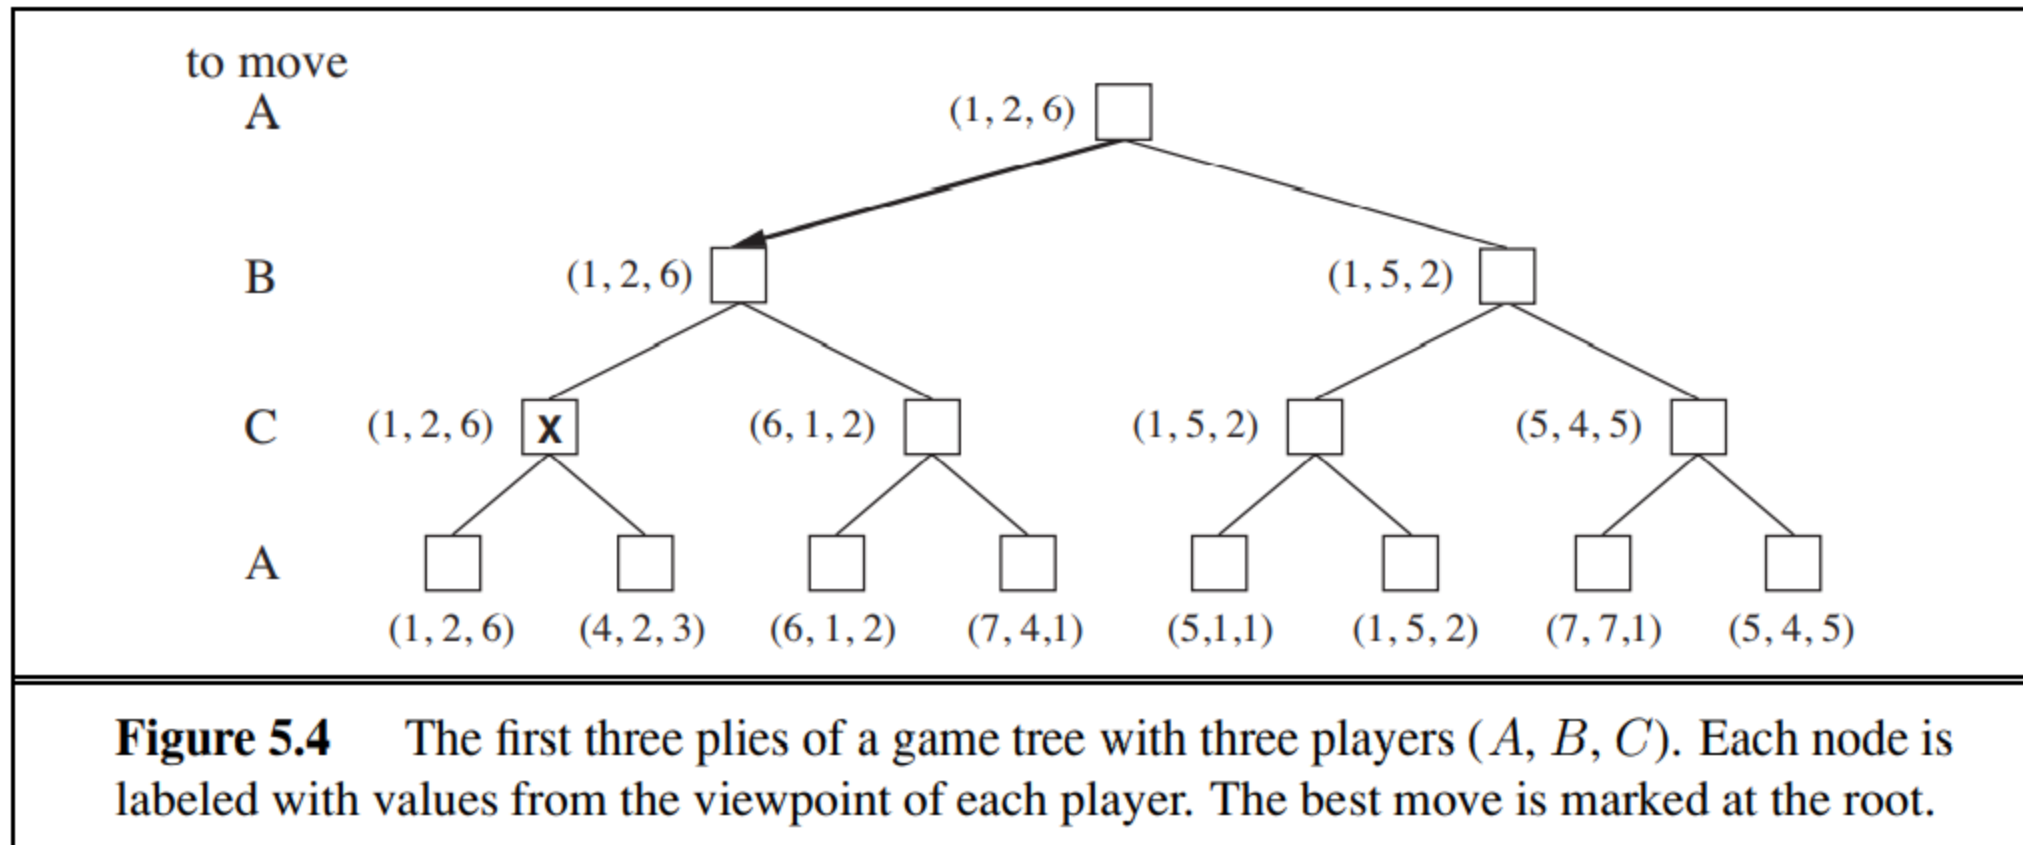 to move
A
(1, 2, 6)
B
(1, 2, 6)
(1, 5, 2)
C
(1, 2, 6)
X
(6, 1, 2)
(1, 5, 2)
(5, 4, 5)
A
(1, 2, 6)
(4, 2, 3)
(6, 1, 2)
(7, 4,1)
(5,1,1)
(1, 5, 2)
(7, 7,1)
(5, 4, 5)
Figure 5.4 The first three plies of a game tree with three players (A, B, C). Each node is
labeled with values from the viewpoint of each player. The best move is marked at the root.